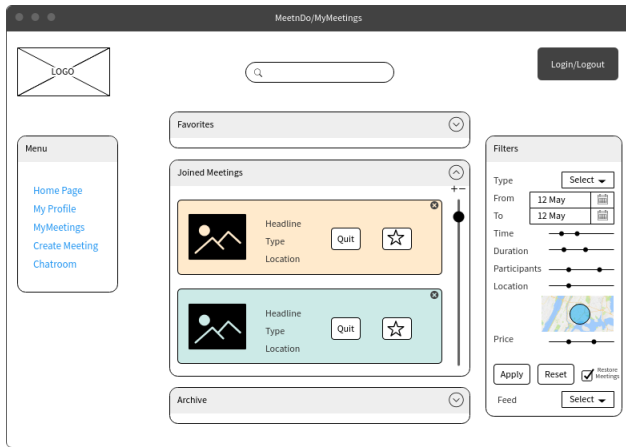 MeetnDo/MyMeetings
LOGO
Login/Logout
Menu
Home Page
My Profile
MyMeetings
Create Meeting
Chatroom
Favorites
Joined Meetings
+ -
Headline
Type
Location
Quit
Headline
Type
Location
Quit
Archive
Filters
Type Select
From 12 May
To 12 May
Time
Duration
Participants
Location
Price
Apply Reset Restore
Meetings
Feed Select